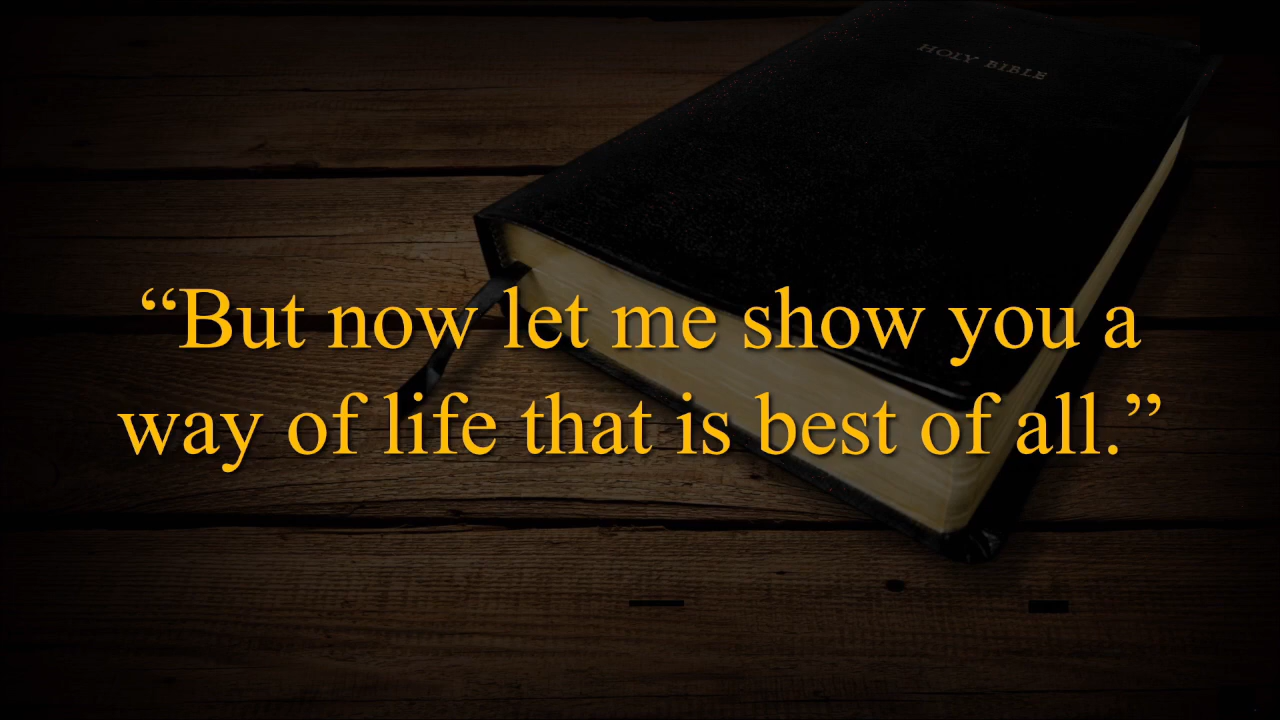 HOLY BIBLE
“But now let me show you a
way of life that is best of all.”